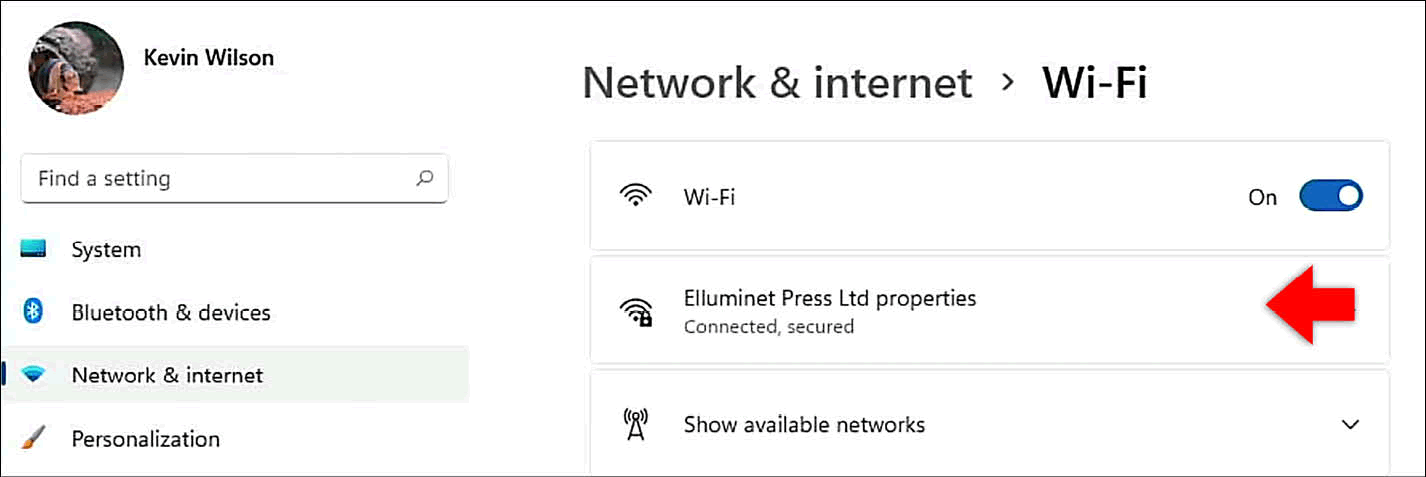 Kevin Wilson
Find a setting
System
Bluetooth & devices
Network & internet
Personalization
Network & internet > Wi-Fi
Wi-Fi On
Elluminet Press Ltd properties
Connected, secured
Show available networks